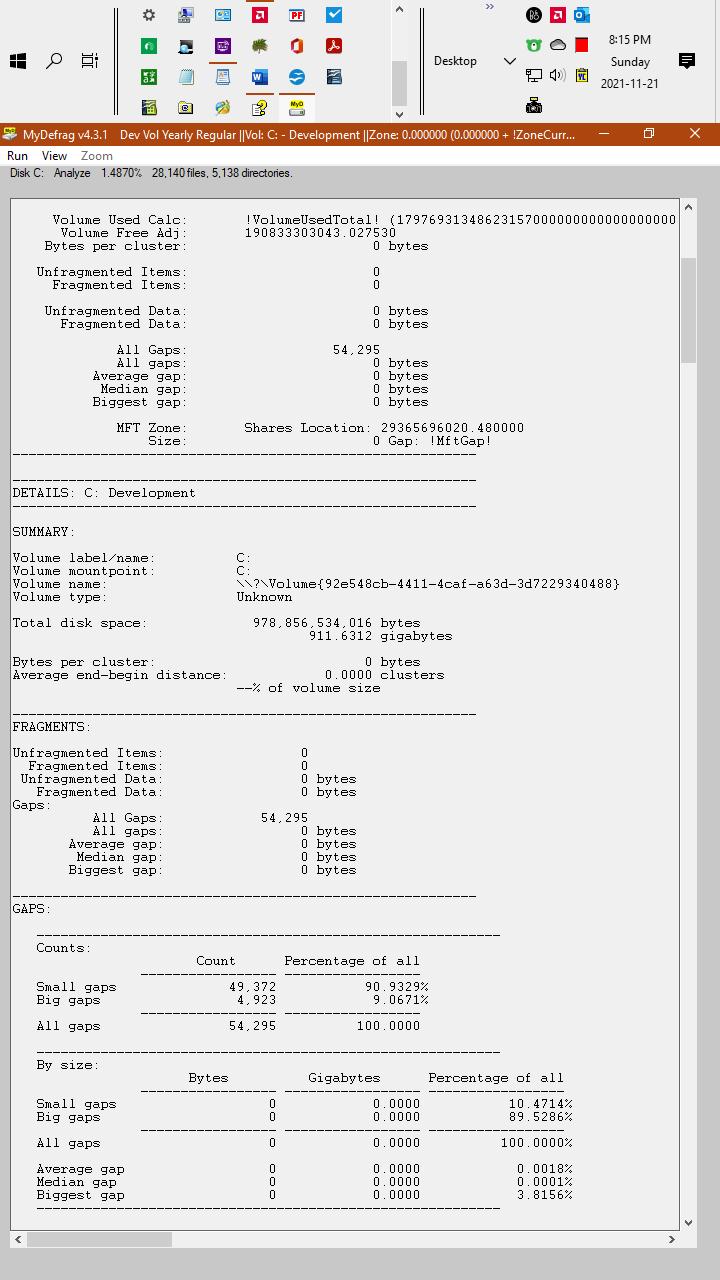 »
PF
8:15 PM
Desktop
Sunday
2021-11-21
MyDefrag v4.3.1 Dev Vol Yearly Regular ||Vol: C: - Development ||Zone: 0.000000 (0.000000 + !ZoneCurr...
Run View Zoom
Disk C: Analyze 1.4870% 28,140 files, 5,138 directories.
Volume Used Calc: !VolumeUsedTotal! (1797693134862315700000000000000000000
Volume Free Adj: 190833303043.027530
Bytes per cluster: 0 bytes
Unfragmented Items: 0
Fragmented Items: 0
Unfragmented Data: 0 bytes
Fragmented Data: 0 bytes
All Gaps: 54,295
All gaps: 0 bytes
Average gap: 0 bytes
Median gap: 0 bytes
Biggest gap: 0 bytes
MFT Zone: Shares Location: 29365696020.480000
Size: 0 Gap: !MftGap!
DETAILS: C: Development
SUMMARY:
Volume label/name: C:
Volume mountpoint: C:
Volume name: \\?\Volume{92e548cb-4411-4caf-a63d-3d7229340488}
Volume type: Unknown
Total disk space: 978,856,534,016 bytes
911.6312 gigabytes
Bytes per cluster: 0 bytes
Average end-begin distance: 0.0000 clusters
--% of volume size
FRAGMENTS:
Unfragmented Items: 0
Fragmented Items: 0
Unfragmented Data: 0 bytes
Fragmented Data: 0 bytes
Gaps:
All Gaps: 54,295
All gaps: 0 bytes
Average gap: 0 bytes
Median gap: 0 bytes
Biggest gap: 0 bytes
GAPS:
Counts:
Count Percentage of all
Small gaps 49,372 90.9329%
Big gaps 4,923 9.0671%
All gaps 54,295 100.0000
By size:
Bytes Gigabytes Percentage of all
Small gaps 0 0.0000 10.4714%
Big gaps 0 0.0000 89.5286%
All gaps 0 0.0000 100.0000%
Average gap 0 0.0000 0.0018%
Median gap 0 0.0000 0.0001%
Biggest gap 0 0.0000 3.8156%